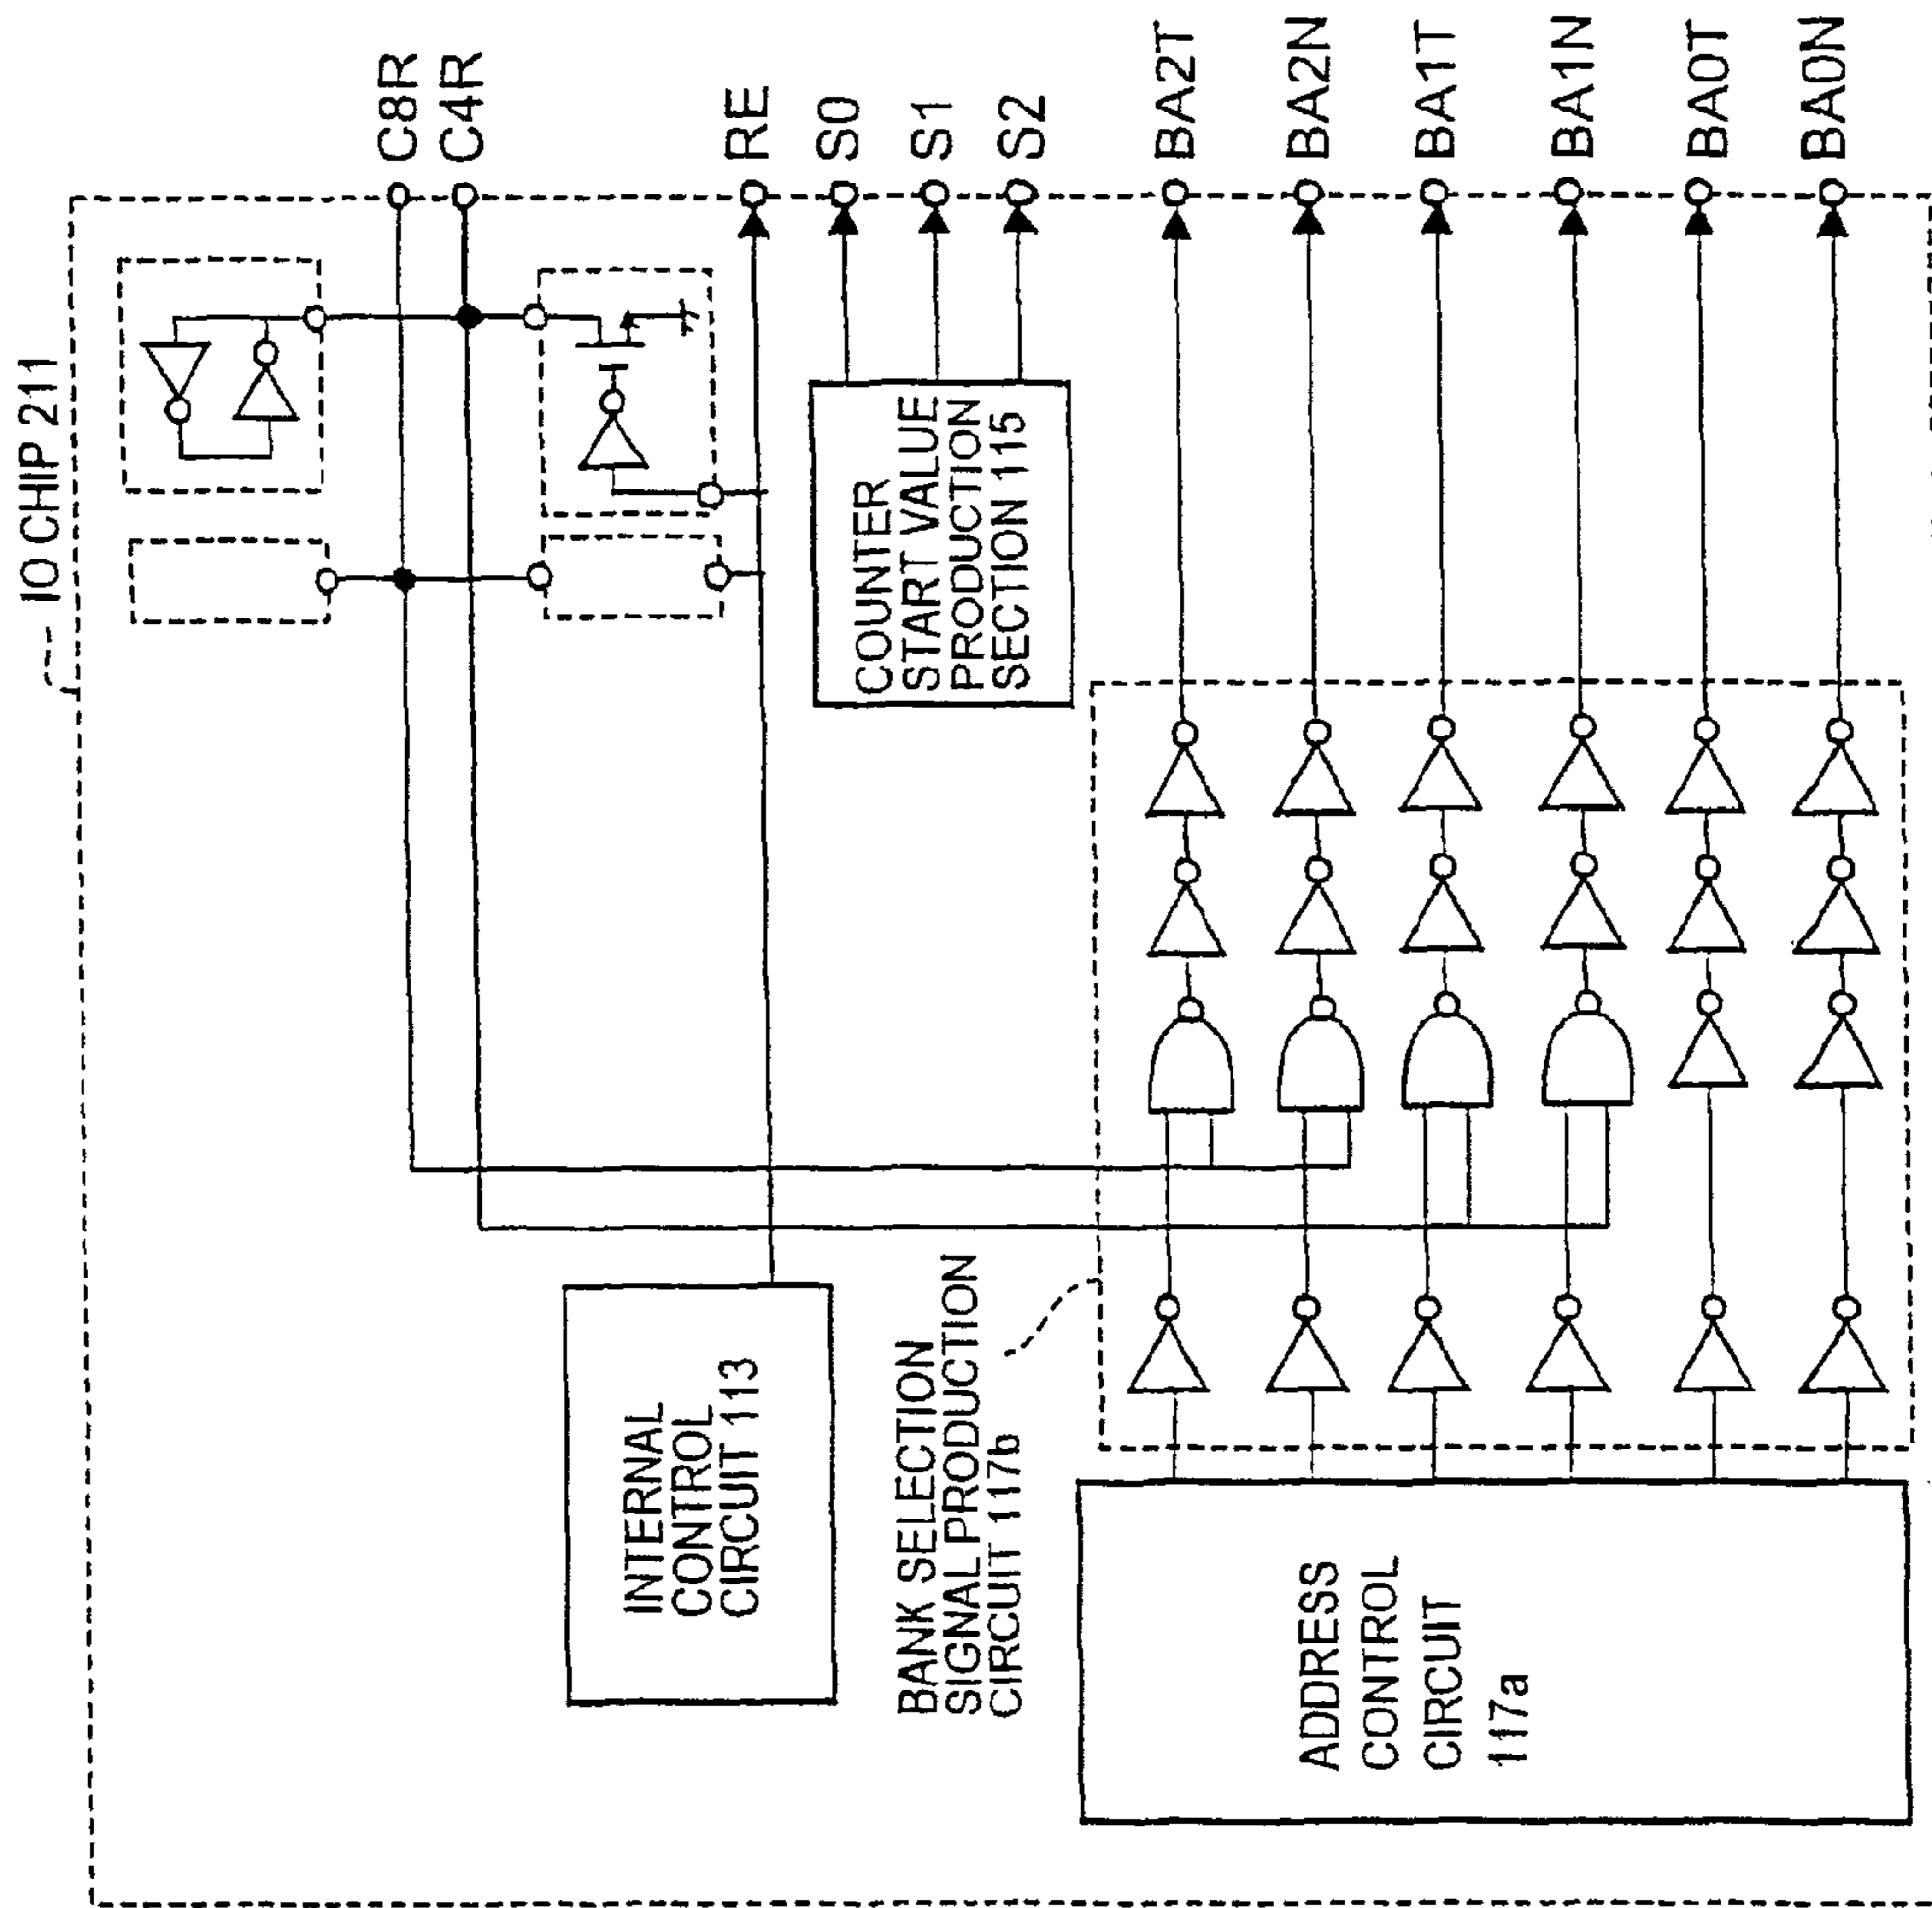 IO CHIP 211
C8R
C4R
RE
S0
S1
S2
BA2T
BA2N
BA1T
BA1N
BA0T
BA0N
COUNTER
START VALUE
PRODUCTION
SECTION 115
INTERNAL
CONTROL
CIRCUIT 113
BANK SELECTION
SIGNAL PRODUCTION
CIRCUIT 117b
ADDRESS
CONTROL
CIRCUIT
117a